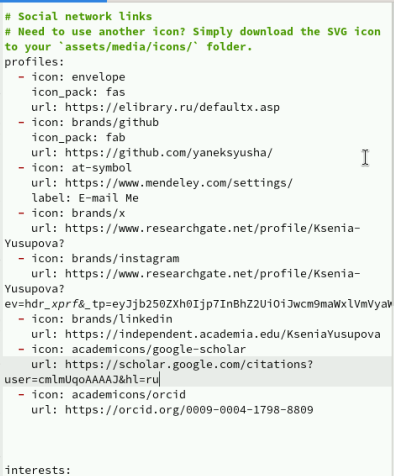 # Social network links
# Need to use another icon? Simply download the SVG icon
to your `assets/media/icons/` folder.
profiles:
  - icon: envelope
    icon_pack: fas
    url: https://elibrary.ru/defaultx.asp
  - icon: brands/github
    icon_pack: fab
    url: https://github.com/yaneksyusha/
  - icon: at-symbol
    url: https://www.mendeley.com/settings/
    label: E-mail Me
  - icon: brands/x
    url: https://www.researchgate.net/profile/Ksenia-
Yusupova?
  - icon: brands/instagram
    url: https://www.researchgate.net/profile/Ksenia-
Yusupova?
ev=hdr_xprf&_tp=eyJjb250ZXh0Ijp7InBhZ2UiOiJwcm9maWxlVmVyaW
  - icon: brands/linkedin
    url: https://independent.academia.edu/KseniaYusupova
  - icon: academicons/google-scholar
    url: https://scholar.google.com/citations?
user=cmlmUqoAAAAJ&hl=ru
  - icon: academicons/orcid
    url: https://orcid.org/0009-0004-1798-8809
interests: